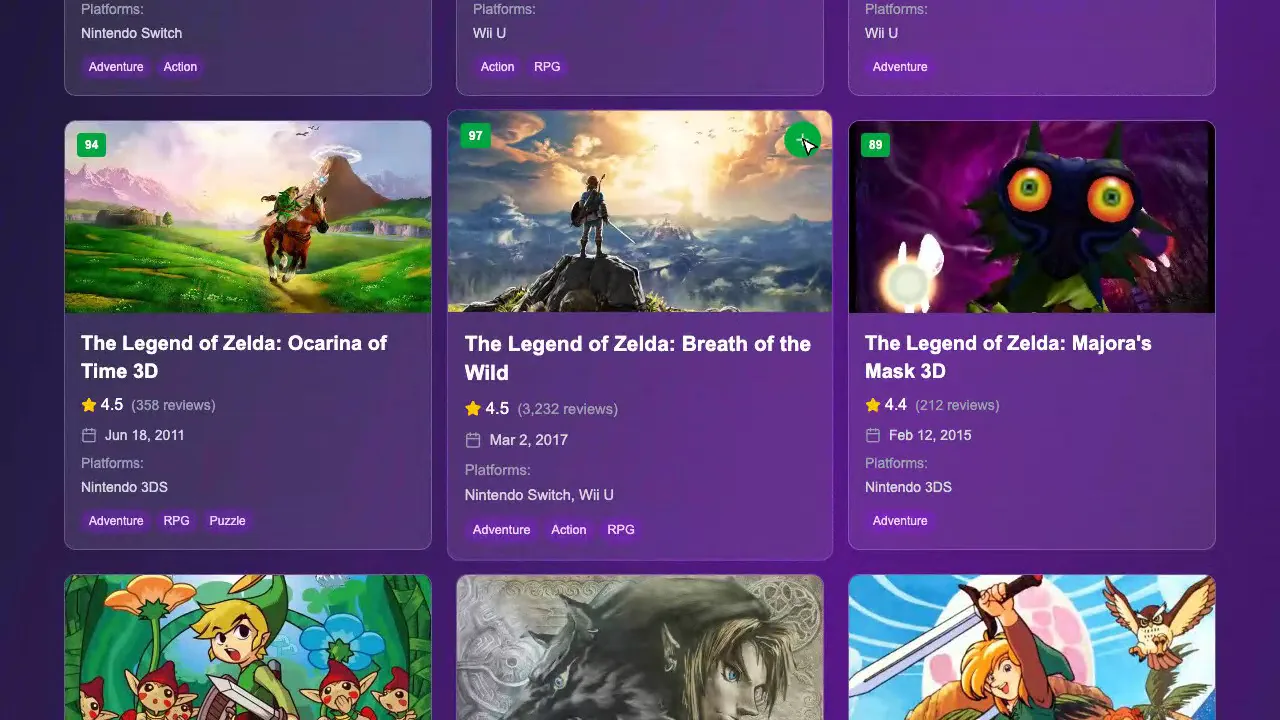 Platforms:
Nintendo Switch
Adventure Action
Platforms:
Wii U
Action RPG
Platforms:
Wii U
Adventure
94
The Legend of Zelda: Ocarina of
Time 3D
4.5 (358 reviews)
Jun 18, 2011
Platforms:
Nintendo 3DS
Adventure RPG Puzzle
97
The Legend of Zelda: Breath of the
Wild
4.5 (3,232 reviews)
Mar 2, 2017
Platforms:
Nintendo Switch, Wii U
Adventure Action RPG
89
The Legend of Zelda: Majora's
Mask 3D
4.4 (212 reviews)
Feb 12, 2015
Platforms:
Nintendo 3DS
Adventure